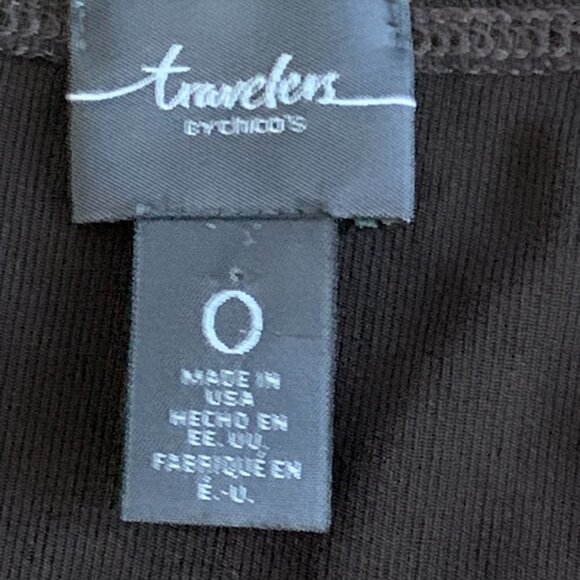 travelers
BY CHICO'S
0
MADE IN
USA
HECHO EN
EE. UU.
FABRIQUÉ EN
É.-U.